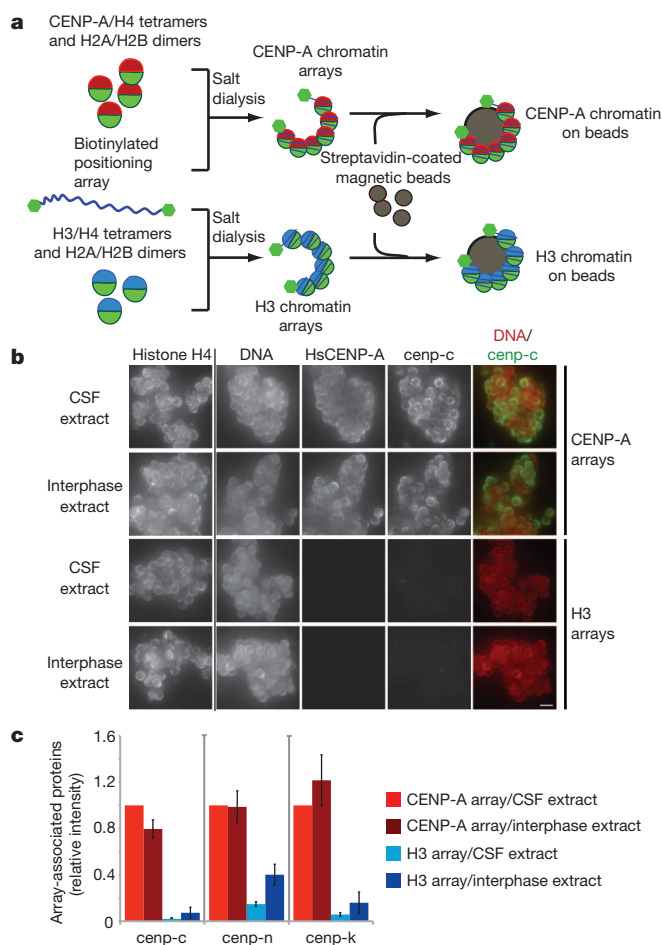 a
CENP-A/H4 tetramers
and H2A/H2B dimers
Biotinylated
positioning
array
H3/H4 tetramers
and H2A/H2B dimers
Salt
dialysis
Salt
dialysis
CENP-A chromatin
arrays
Streptavidin-coated
magnetic beads
H3 chromatin
arrays
CENP-A chromatin
on beads
H3 chromatin
on beads
b
Histone H4 DNA HsCENP-A cenp-c DNA/
cenp-c
CSF
extract
Interphase
extract
CENP-A
arrays
CSF
extract
Interphase
extract
H3
arrays
c
Array-associated proteins
(relative intensity)
1.6
1.2
0.8
0.4
0
cenp-c cenp-n cenp-k
CENP-A array/CSF extract
CENP-A array/interphase extract
H3 array/CSF extract
H3 array/interphase extract